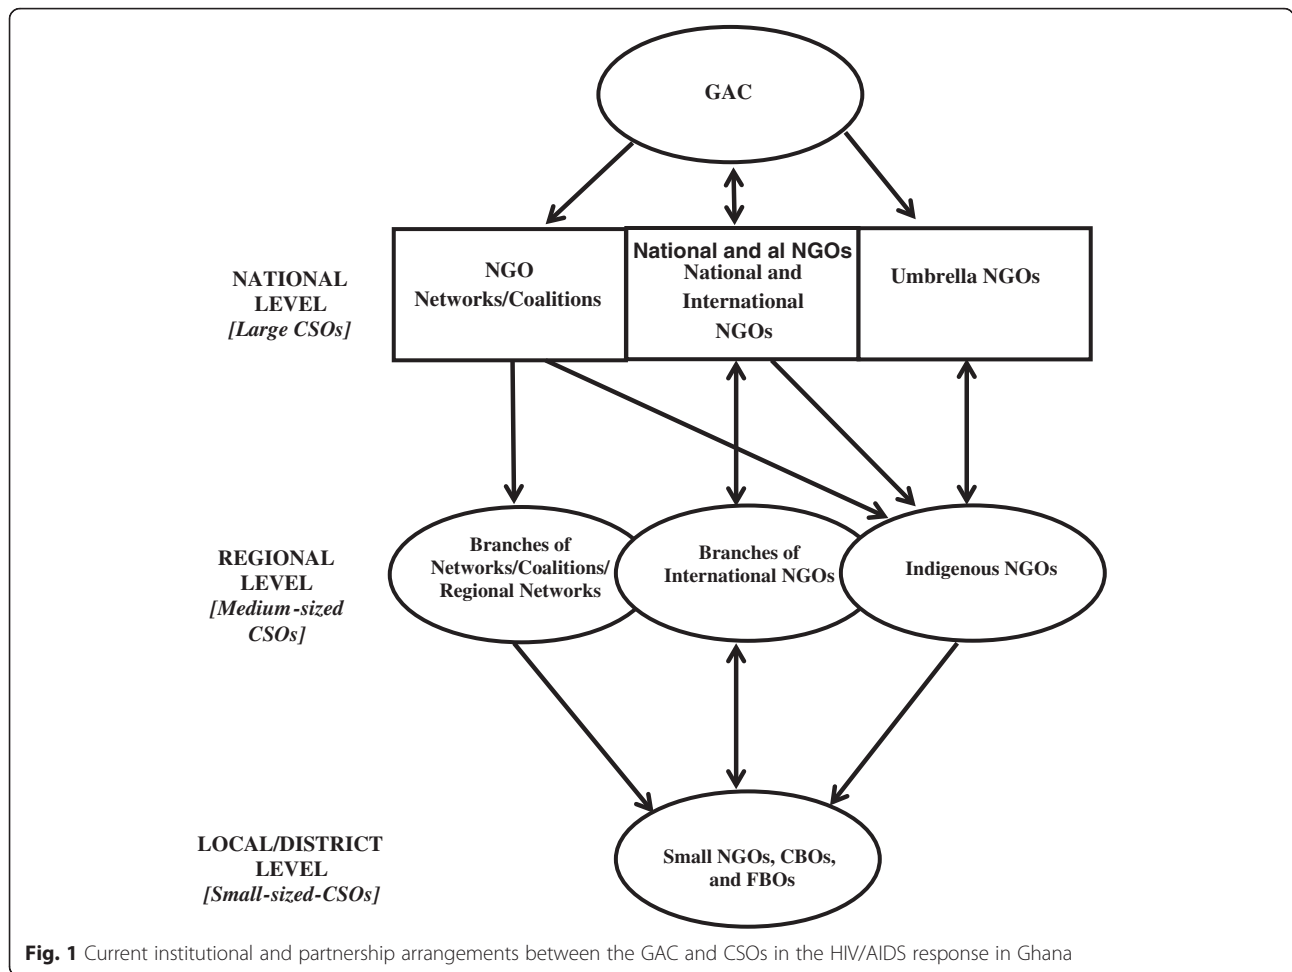 GAC
NATIONAL
LEVEL
[Large CSOs]
NGO
Networks/Coalitions
National and al NGOs
National and
International
NGOs
Umbrella NGOs
REGIONAL
LEVEL
[Medium-sized
CSOs]
Branches of
Networks/Coalitions/
Regional Networks
Branches of
International NGOs
Indigenous NGOs
LOCAL/DISTRICT
LEVEL
[Small-sized-CSOs]
Small NGOs, CBOs,
and FBOs
Fig. 1 Current institutional and partnership arrangements between the GAC and CSOs in the HIV/AIDS response in Ghana